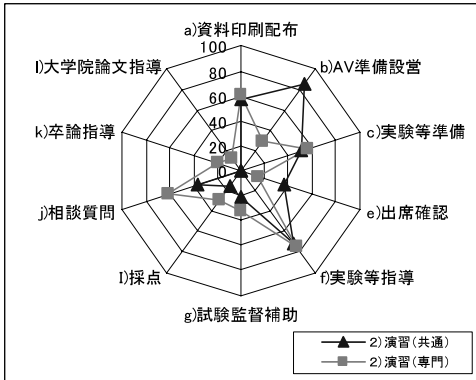 a)資料印刷配布
100
80
60
40
20
0
b)AV準備設営
c)実験等準備
e)出席確認
f)実験等指導
g)試験監督補助
I)採点
j)相談質問
k)卒論指導
l)大学院論文指導
2)演習(共通)
2)演習(専門)